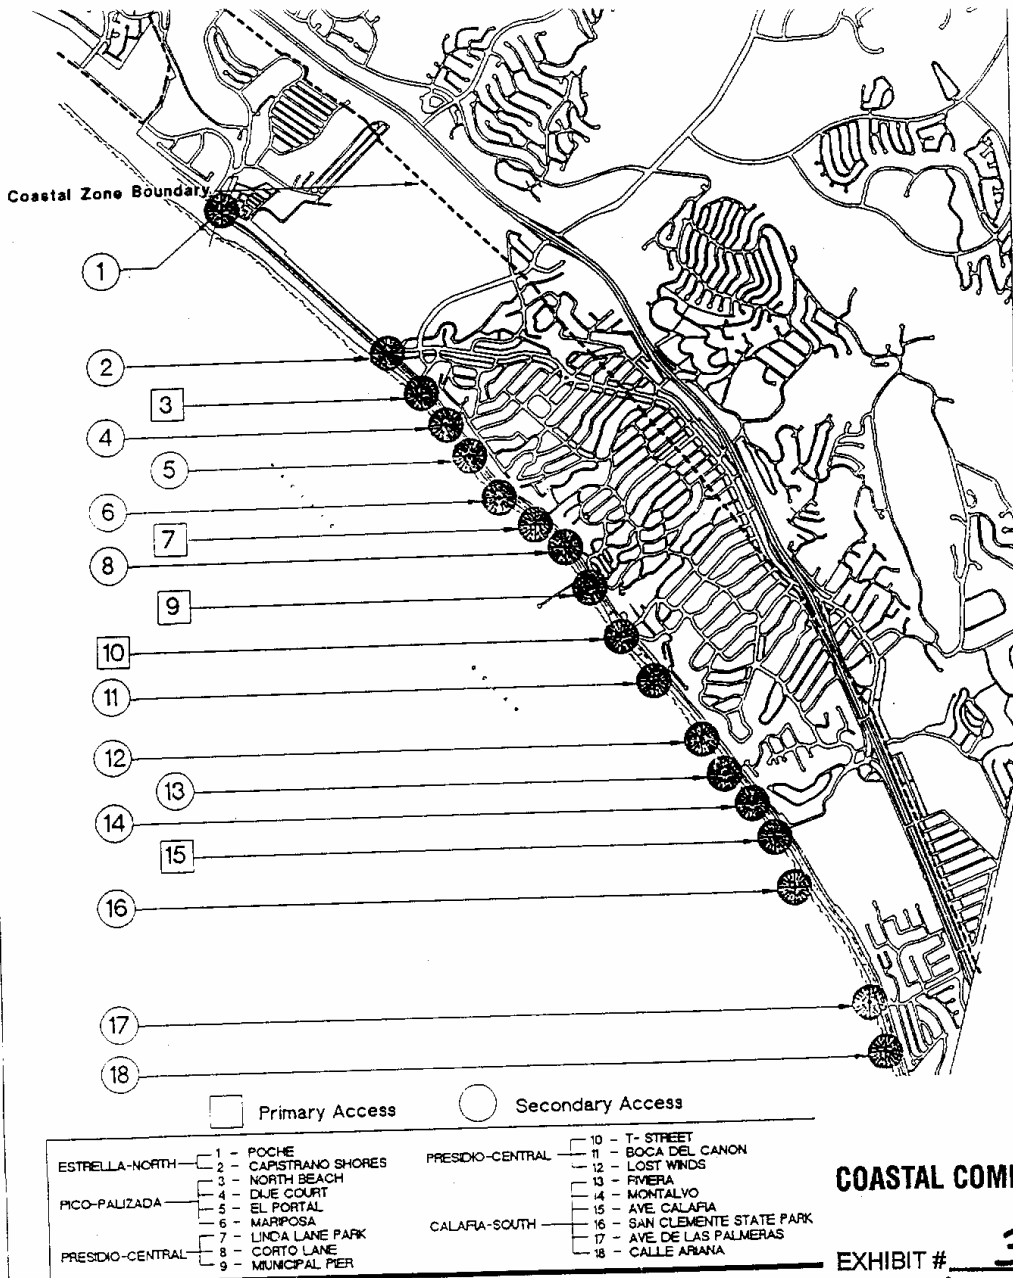 Coastal Zone Boundary
1
2
3
4
5
6
7
8
9
10
11
12
13
14
15
16
17
18
Primary Access
Secondary Access
ESTRELLA-NORTH
1 - POCHE
2 - CAPISTRANO SHORES
PICO-PALIZADA
3 - NORTH BEACH
4 - DIJE COURT
5 - EL PORTAL
6 - MARIPOSA
PRESIDIO-CENTRAL
7 - LINDA LANE PARK
8 - CORTO LANE
9 - MUNICIPAL PIER
PRESIDIO-CENTRAL
10 - T-STREET
11 - BOCA DEL CANON
12 - LOST WINDS
CALAFIA-SOUTH
13 - RIVIERA
14 - MONTALVO
15 - AVE. CALAFIA
16 - SAN CLEMENTE STATE PARK
17 - AVE. DE LAS PALMERAS
18 - CALLE ARIANA
COASTAL COM
EXHIBIT #